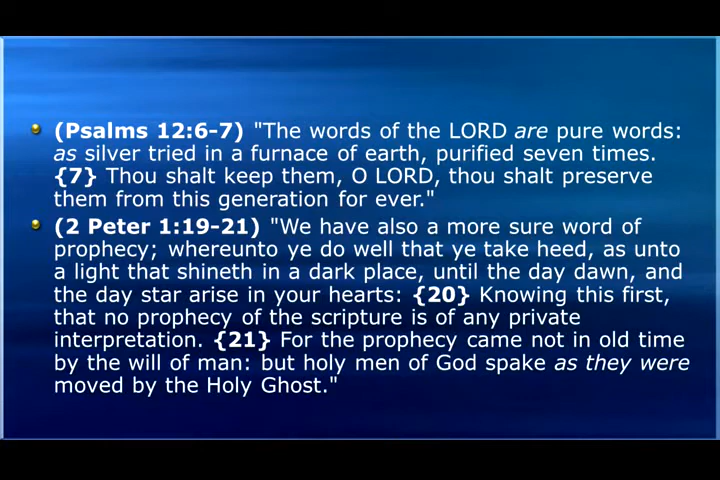 (Psalms 12:6-7) "The words of the LORD are pure words:
as silver tried in a furnace of earth, purified seven times.
{7} Thou shalt keep them, O LORD, thou shalt preserve
them from this generation for ever."
(2 Peter 1:19-21) "We have also a more sure word of
prophecy; whereunto ye do well that ye take heed, as unto
a light that shineth in a dark place, until the day dawn, and
the day star arise in your hearts: {20} Knowing this first,
that no prophecy of the scripture is of any private
interpretation. {21} For the prophecy came not in old time
by the will of man: but holy men of God spake as they were
moved by the Holy Ghost."